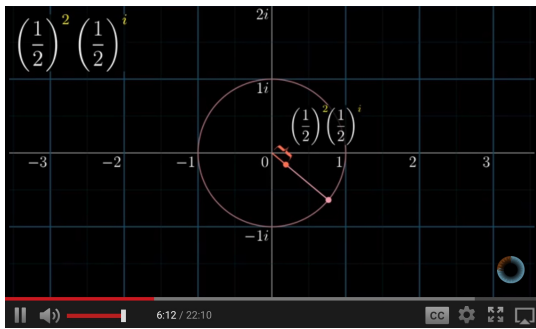 (1/2)^2 (1/2)^i
2i
1i
(1/2)^2 (1/2)^i
−3 −2 −1 0 1 2 3
−1i
6:12 / 22:10 CC